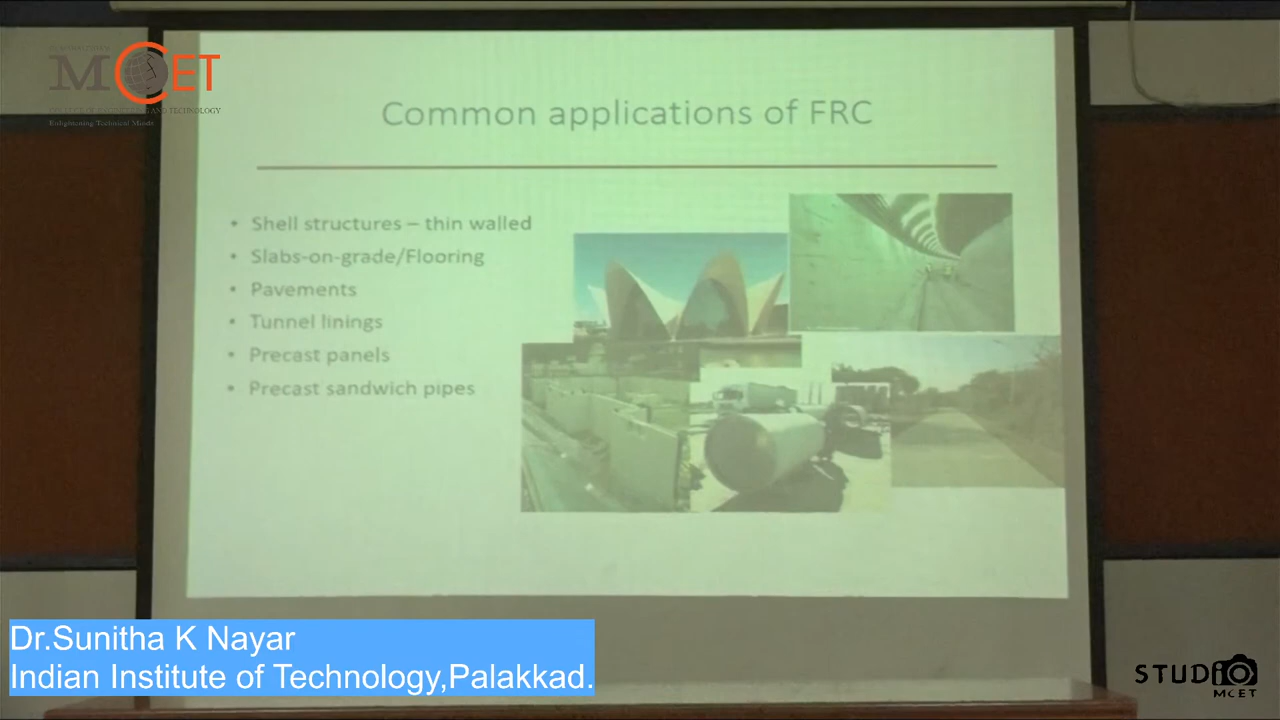 MCET
INSTITUTE OF ENGINEERING AND TECHNOLOGY
Enlightening Technical Minds
Common applications of FRC
• Shell structures – thin walled
• Slabs-on-grade/Flooring
• Pavements
• Tunnel linings
• Precast panels
• Precast sandwich pipes
Dr.Sunitha K Nayar
Indian Institute of Technology,Palakkad.
STUDIO
MCET